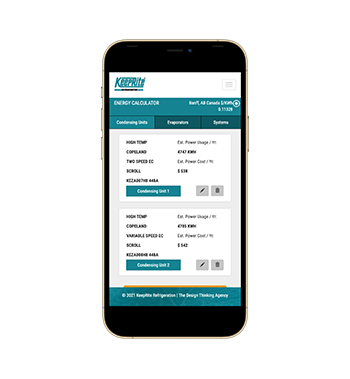 KeepRite
ENERGY CALCULATOR
Banff, AB Canada $/KWh
0.11320
Condensing Units
Evaporators
Systems
HIGH TEMP Est. Power Usage / Yr.
COPELAND 4747 KWH
TWO SPEED EC Est. Power Cost / Yr.
SCROLL $ 538
KEZA007H8 448A
Condensing Unit 1
HIGH TEMP Est. Power Usage / Yr.
COPELAND 4785 KWH
VARIABLE SPEED EC Est. Power Cost / Yr.
SCROLL $ 542
KEZA008H8 448A
Condensing Unit 2
© 2021 KeepRite Refrigeration | The Design Thinking Agency